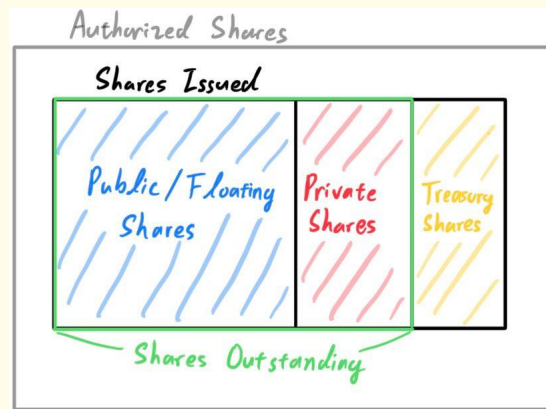 Authorized Shares
Shares Issued
Public/Floating
Shares
Private
Shares
Treasury
Shares
Shares Outstanding